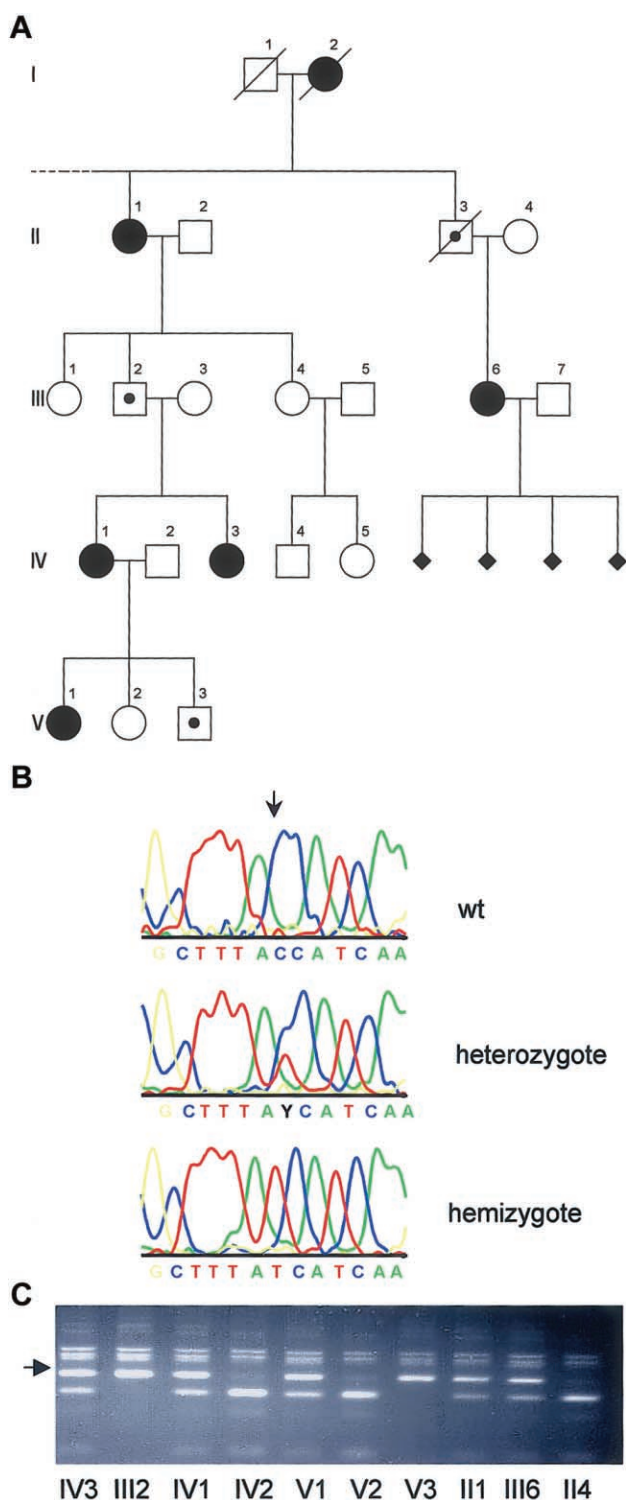 A
1 2
I
1 2 3 4
II
1 2 3 4 5 6 7
III
1 2 3 4 5
IV
1 2 3
V
B
wt
G C T T T A C C A T C A A
heterozygote
G C T T T A Y C A T C A A
hemizygote
G C T T T A T C A T C A A
C
IV3 III2 IV1 IV2 V1 V2 V3 II1 III6 II4